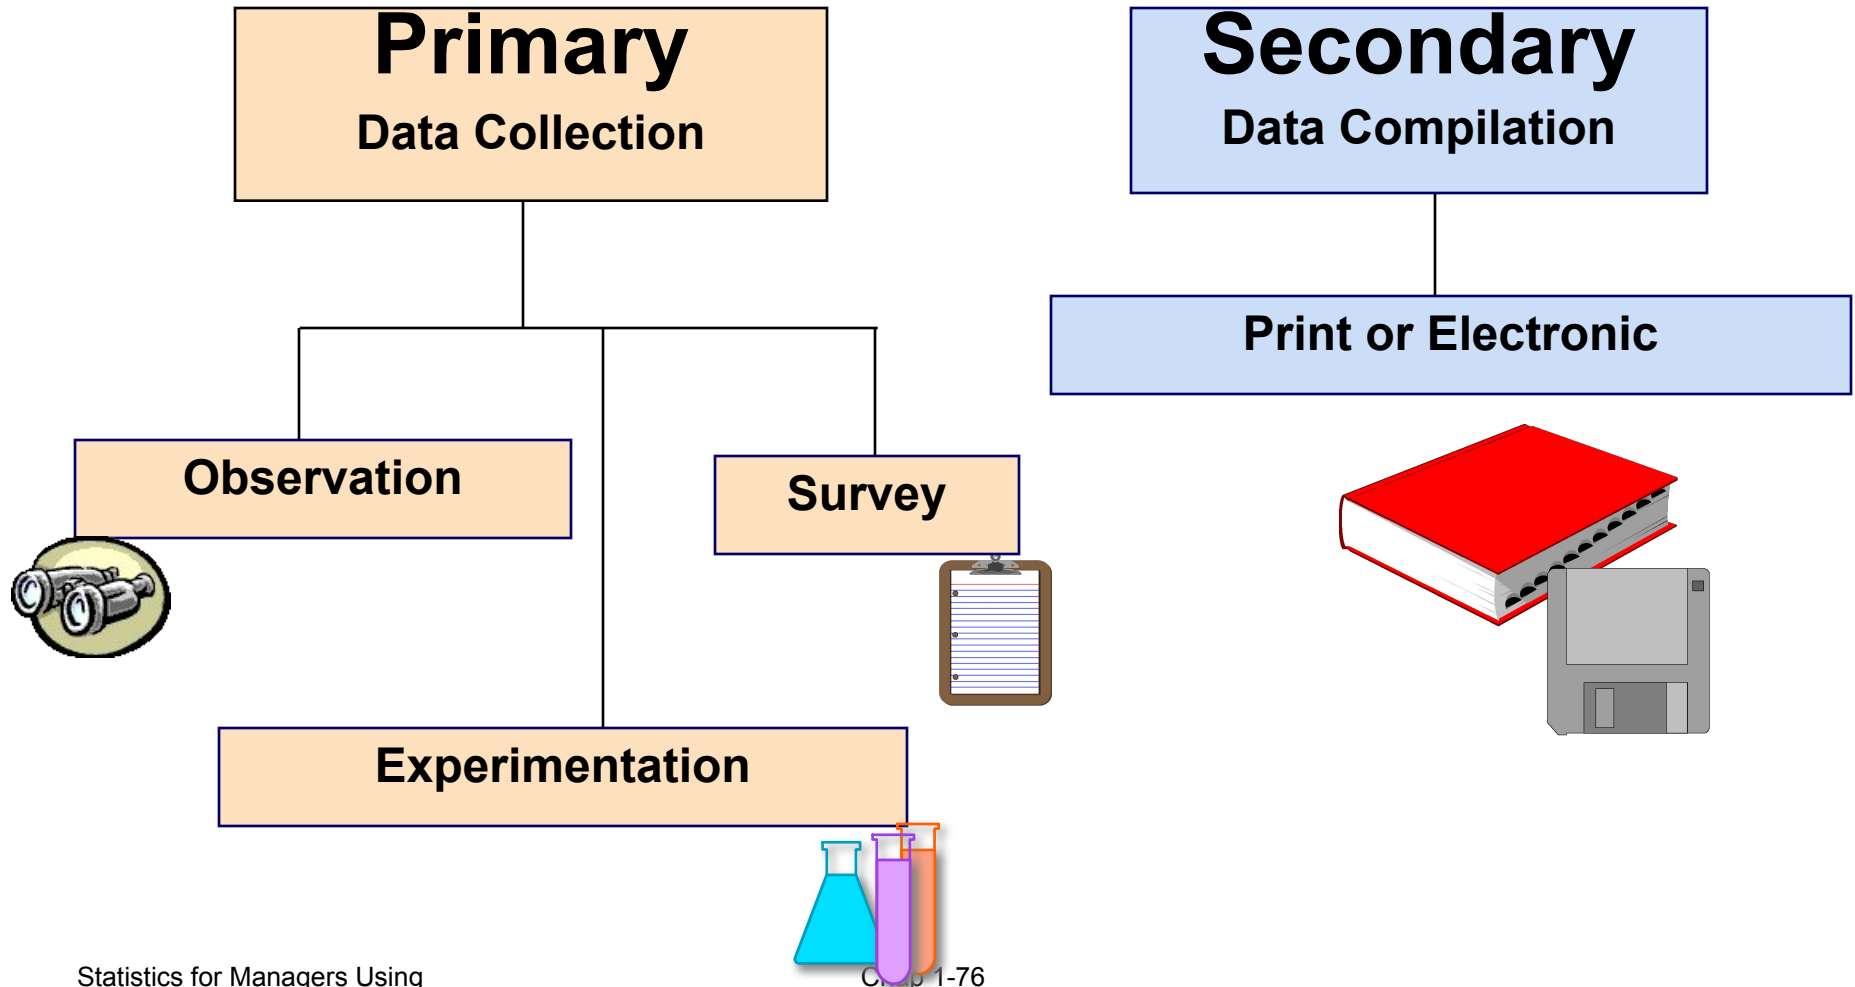 Primary
Data Collection
Secondary
Data Compilation
Print or Electronic
Observation
Survey
Experimentation
Statistics for Managers Using
1-76